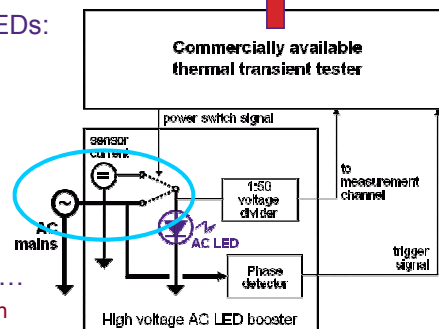 EDs:
Commercially available
thermal transient tester
power switch signal
sensor
current
=
~
AC
mains
1:50
voltage
divider
to
measurement
channel
AC LED
Phase
detector
trigger
signal
...
High voltage AC LED booster